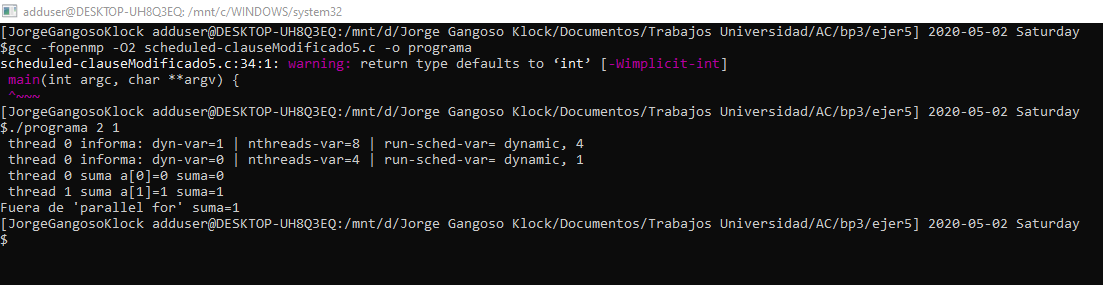 adduser@DESKTOP-UH8Q3EQ: /mnt/c/WINDOWS/system32
[JorgeGangosoKlock adduser@DESKTOP-UH8Q3EQ:/mnt/d/Jorge Gangoso Klock/Documentos/Trabajos Universidad/AC/bp3/ejer5] 2020-05-02 Saturday
$gcc -fopenmp -O2 scheduled-clauseModificado5.c -o programa
scheduled-clauseModificado5.c:34:1: warning: return type defaults to ‘int’ [-Wimplicit-int]
 main(int argc, char **argv) {
 ^~~~
[JorgeGangosoKlock adduser@DESKTOP-UH8Q3EQ:/mnt/d/Jorge Gangoso Klock/Documentos/Trabajos Universidad/AC/bp3/ejer5] 2020-05-02 Saturday
$./programa 2 1
 thread 0 informa: dyn-var=1 | nthreads-var=8 | run-sched-var= dynamic, 4
 thread 0 informa: dyn-var=0 | nthreads-var=4 | run-sched-var= dynamic, 1
 thread 0 suma a[0]=0 suma=0
 thread 1 suma a[1]=1 suma=1
Fuera de 'parallel for' suma=1
[JorgeGangosoKlock adduser@DESKTOP-UH8Q3EQ:/mnt/d/Jorge Gangoso Klock/Documentos/Trabajos Universidad/AC/bp3/ejer5] 2020-05-02 Saturday
$